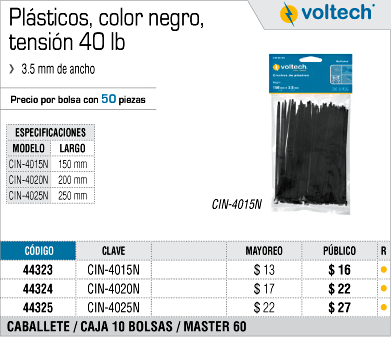 Plásticos, color negro,
tensión 40 lb
voltech®
3.5 mm de ancho
Precio por bolsa con 50 piezas
ESPECIFICACIONES
MODELO LARGO
CIN-4015N 150 mm
CIN-4020N 200 mm
CIN-4025N 250 mm
voltech
CIN-4015N
CÓDIGO CLAVE MAYOREO PÚBLICO R
44323 CIN-4015N $ 13 $ 16
44324 CIN-4020N $ 17 $ 22
44325 CIN-4025N $ 22 $ 27
CABALLETE / CAJA 10 BOLSAS / MASTER 60